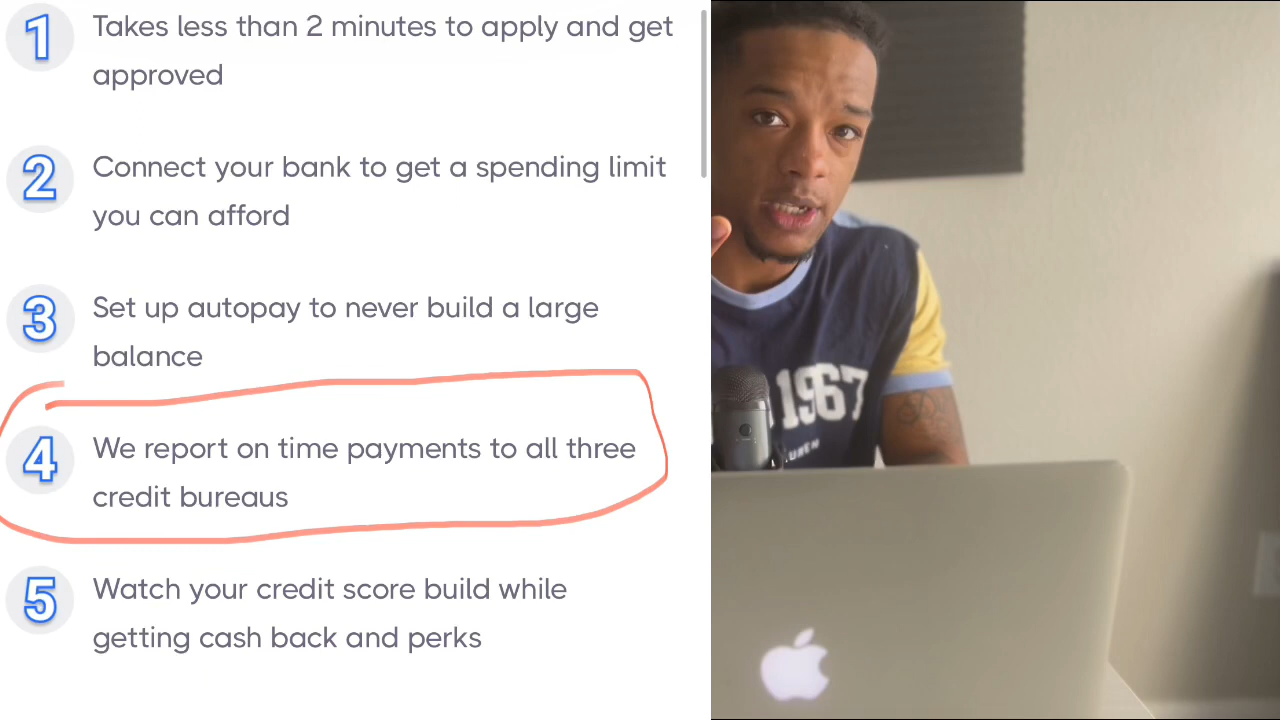 1 Takes less than 2 minutes to apply and get
approved
2 Connect your bank to get a spending limit
you can afford
3 Set up autopay to never build a large
balance
4 We report on time payments to all three
credit bureaus
5 Watch your credit score build while
getting cash back and perks
1967